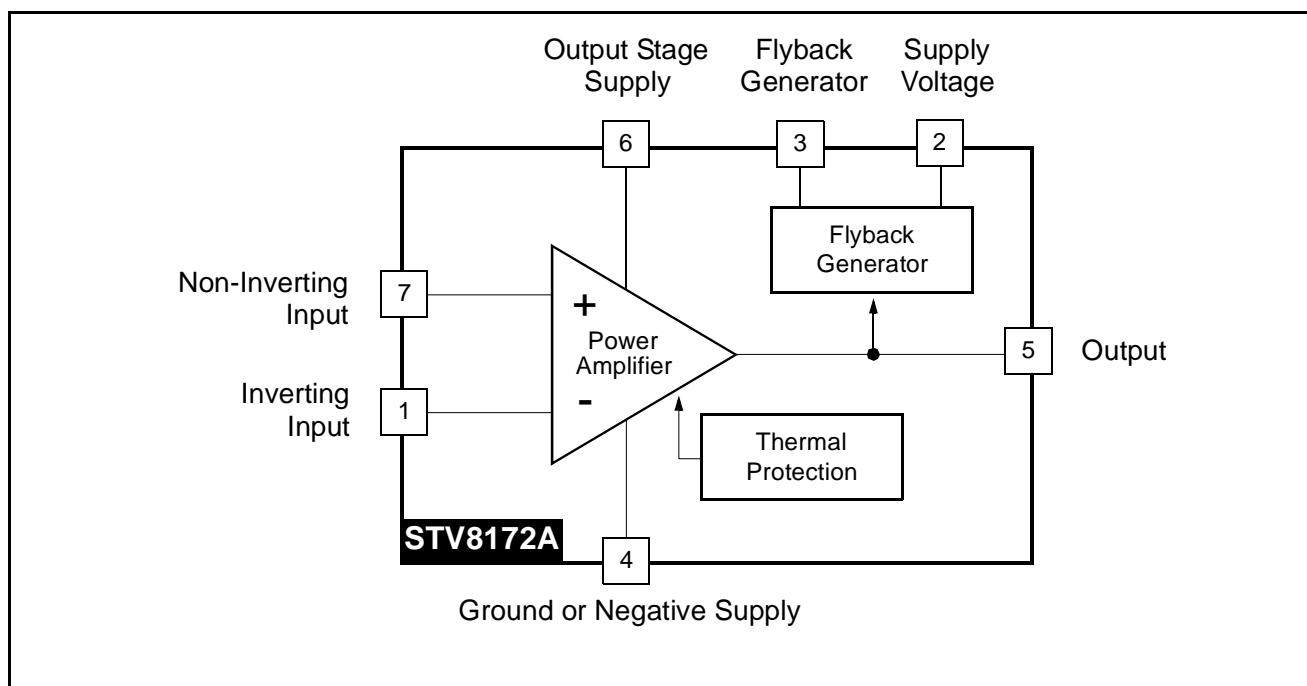 Output Stage
Supply
Flyback
Generator
Supply
Voltage
6
3
2
Flyback
Generator
Non-Inverting
Input
7
+
Power
Amplifier
5
Output
Inverting
Input
1
-
Thermal
Protection
STV8172A
4
Ground or Negative Supply